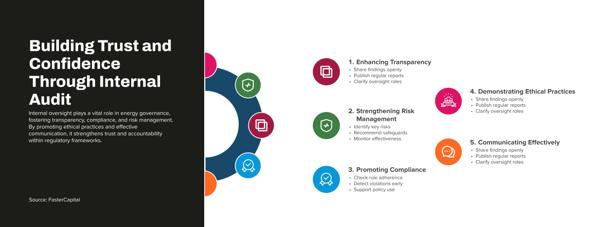 Building Trust and
Confidence
Through Internal
Audit
Internal oversight plays a vital role in energy governance,
fostering transparency, compliance, and risk management.
By promoting ethical practices and effective
communication, it strengthens trust and accountability
within regulatory frameworks.
Source: FasterCapital
1. Enhancing Transparency
• Share findings openly
• Publish regular reports
• Clarify oversight roles
2. Strengthening Risk
Management
• Identify key risks
• Recommend safeguards
• Monitor effectiveness
3. Promoting Compliance
• Check rule adherence
• Detect violations early
• Support policy use
4. Demonstrating Ethical Practices
• Share findings openly
• Publish regular reports
• Clarify oversight roles
5. Communicating Effectively
• Share findings openly
• Publish regular reports
• Clarify oversight roles